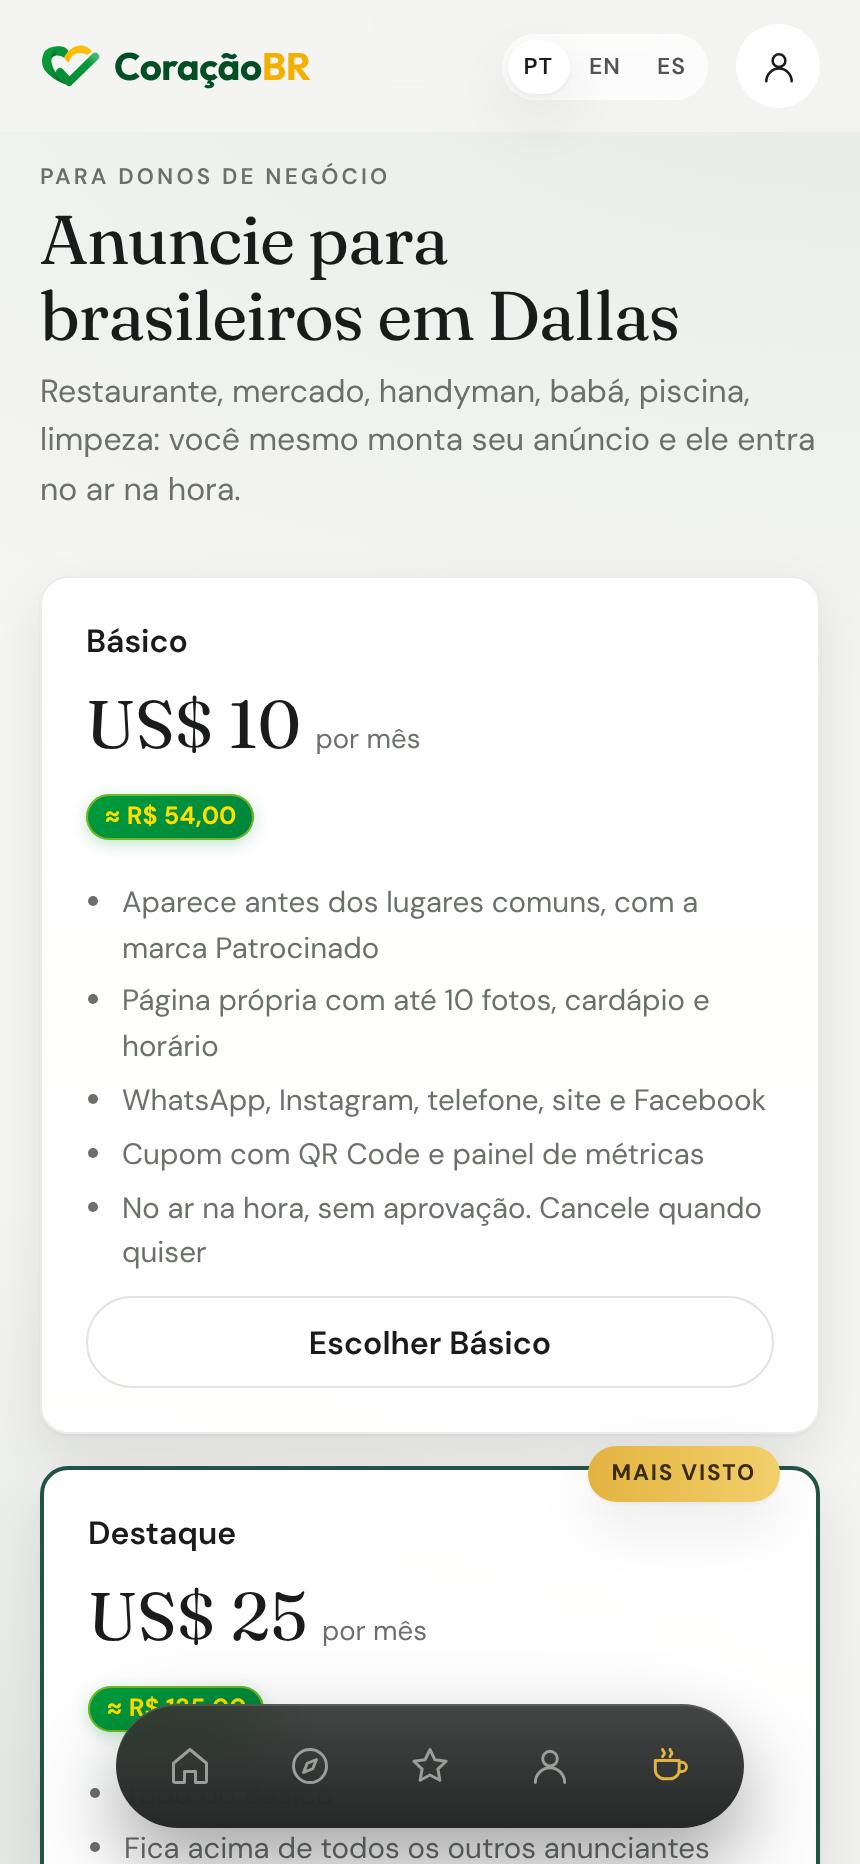 CoraçãoBR
PT EN ES
PARA DONOS DE NEGÓCIO
Anuncie para
brasileiros em Dallas
Restaurante, mercado, handyman, babá, piscina,
limpeza: você mesmo monta seu anúncio e ele entra
no ar na hora.
Básico
US$ 10 por mês
≈ R$ 54,00
• Aparece antes dos lugares comuns, com a
marca Patrocinado
• Página própria com até 10 fotos, cardápio e
horário
• WhatsApp, Instagram, telefone, site e Facebook
• Cupom com QR Code e painel de métricas
• No ar na hora, sem aprovação. Cancele quando
quiser
Escolher Básico
MAIS VISTO
Destaque
US$ 25 por mês
≈ R$
• Fica acima de todos os outros anunciantes